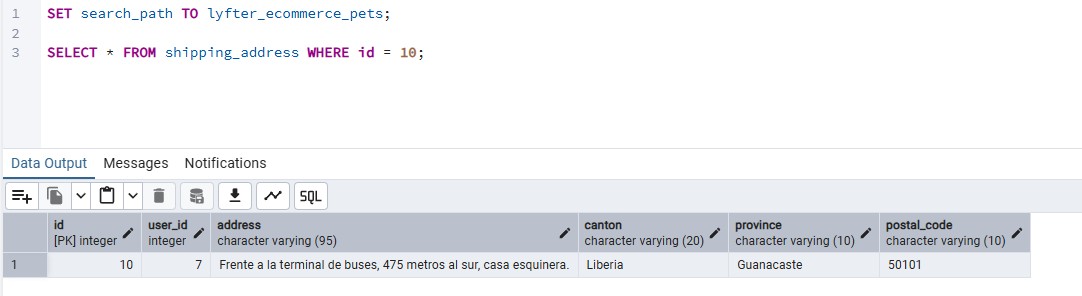 1 SET search_path TO lyfter_ecommerce_pets;
2
3 SELECT * FROM shipping_address WHERE id = 10;
Data Output Messages Notifications
SQL
id user_id address canton province postal_code
[PK] integer integer character varying (95) character varying (20) character varying (10) character varying (10)
1 10 7 Frente a la terminal de buses, 475 metros al sur, casa esquinera. Liberia Guanacaste 50101